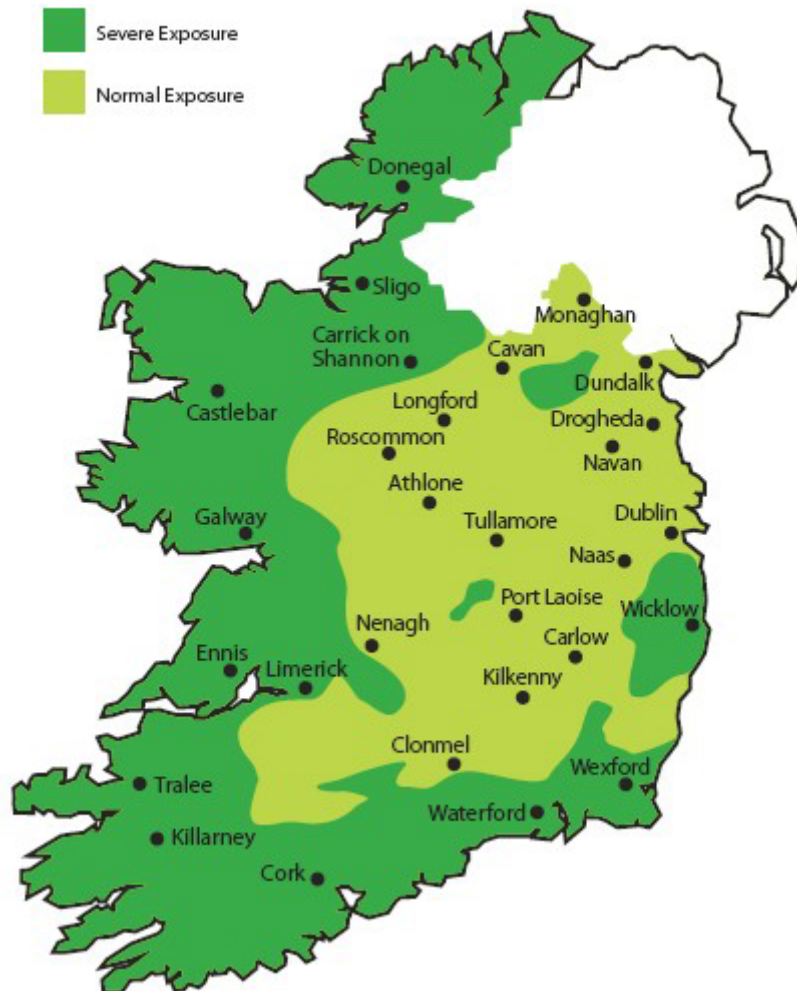 Severe Exposure
Normal Exposure
Donegal
Sligo
Monaghan
Carrick on
Shannon
Cavan
Dundalk
Castlebar
Longford
Drogheda
Roscommon
Navan
Athlone
Galway
Tullamore
Dublin
Naas
Port Laoise
Wicklow
Nenagh
Carlow
Ennis
Limerick
Kilkenny
Clonmel
Wexford
Tralee
Waterford
Killarney
Cork